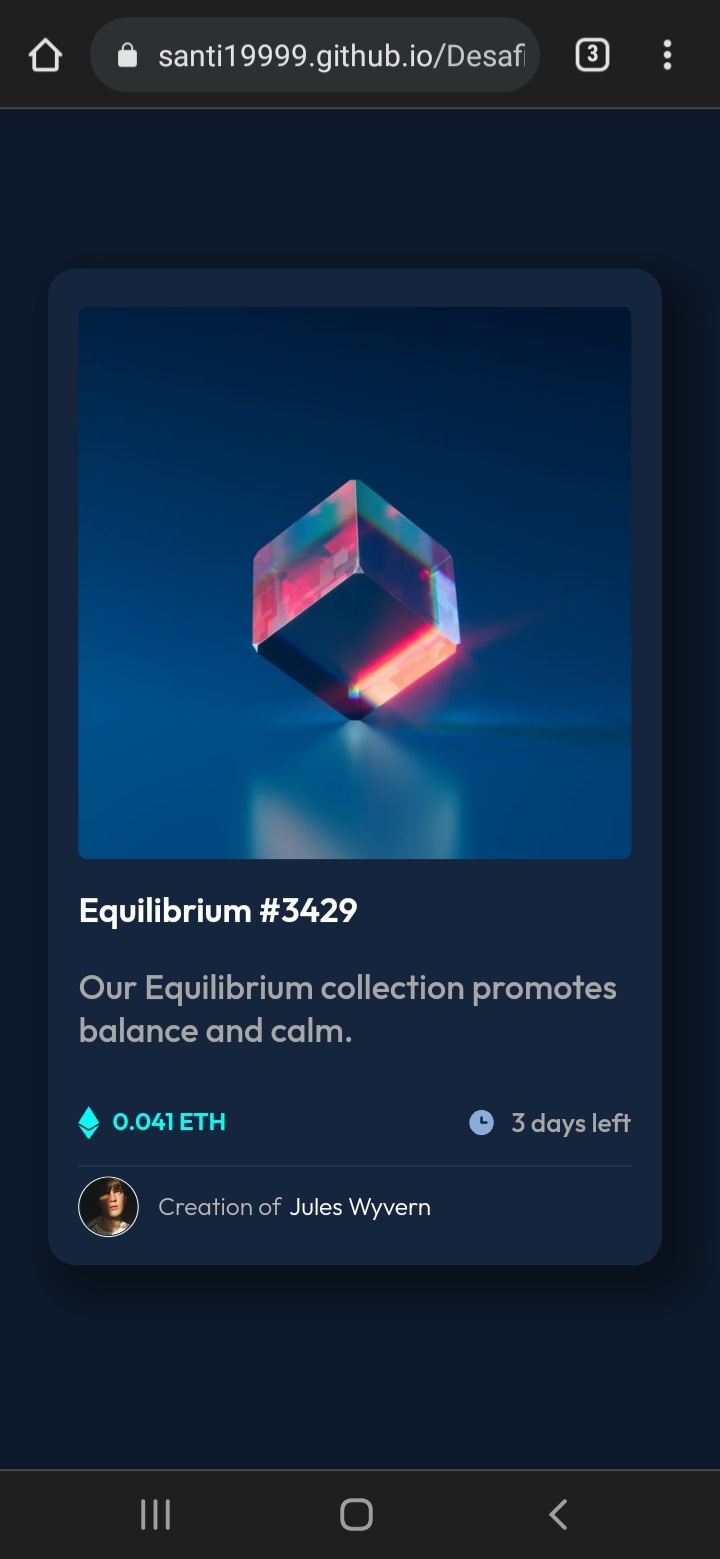 santi19999.github.io/Desafi
3
Equilibrium #3429
Our Equilibrium collection promotes
balance and calm.
0.041 ETH
3 days left
Creation of Jules Wyvern